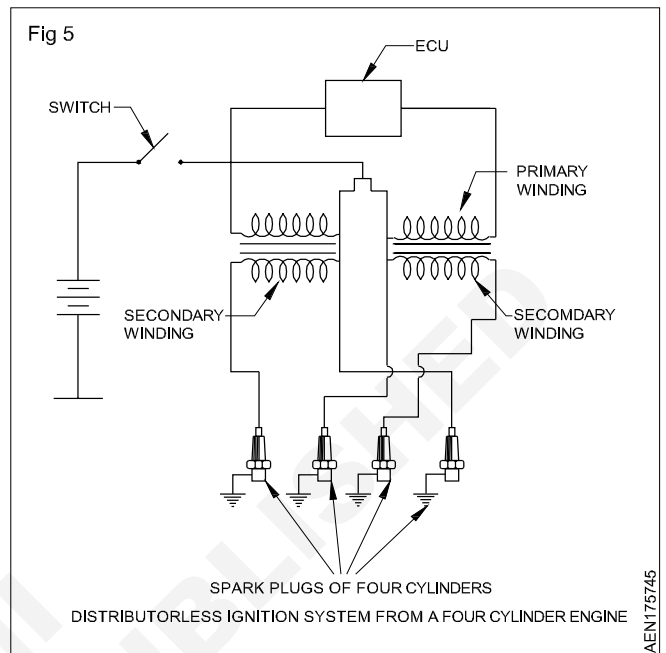 Fig 5
ECU
SWITCH
PRIMARY
WINDING
SECONDARY
WINDING
SECOMDARY
WINDING
SPARK PLUGS OF FOUR CYLINDERS
DISTRIBUTORLESS IGNITION SYSTEM FROM A FOUR CYLINDER ENGINE
AEN175745